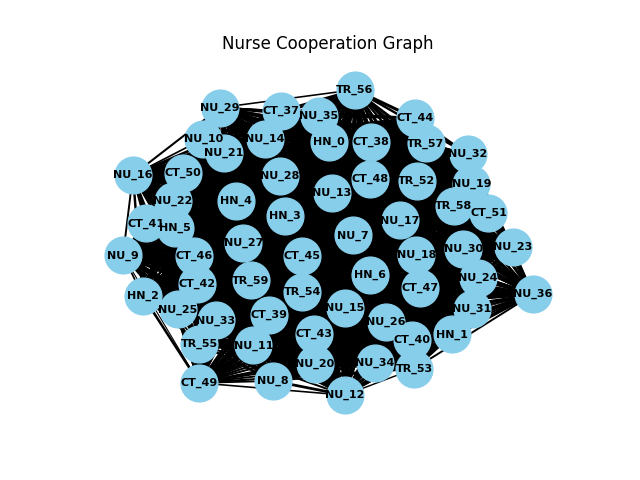 Nurse Cooperation Graph
TR_56
NU_29
CT_37
NU_35
CT_44
NU_10
NU_14
HN_0
CT_38
TR_57
NU_21
NU_32
NU_16
CT_50
NU_28
CT_48
TR_52
NU_19
NU_22
HN_4
NU_13
TR_58
CT_51
CT_41
HN_5
HN_3
NU_17
NU_7
NU_27
NU_9
CT_46
CT_45
NU_18
NU_30
NU_23
HN_6
NU_24
HN_2
CT_42
TR_59
TR_54
CT_47
NU_36
NU_25
NU_33
CT_39
NU_15
NU_26
NU_31
TR_55
NU_11
CT_43
CT_40
HN_1
NU_20
NU_34
TR_53
CT_49
NU_8
NU_12